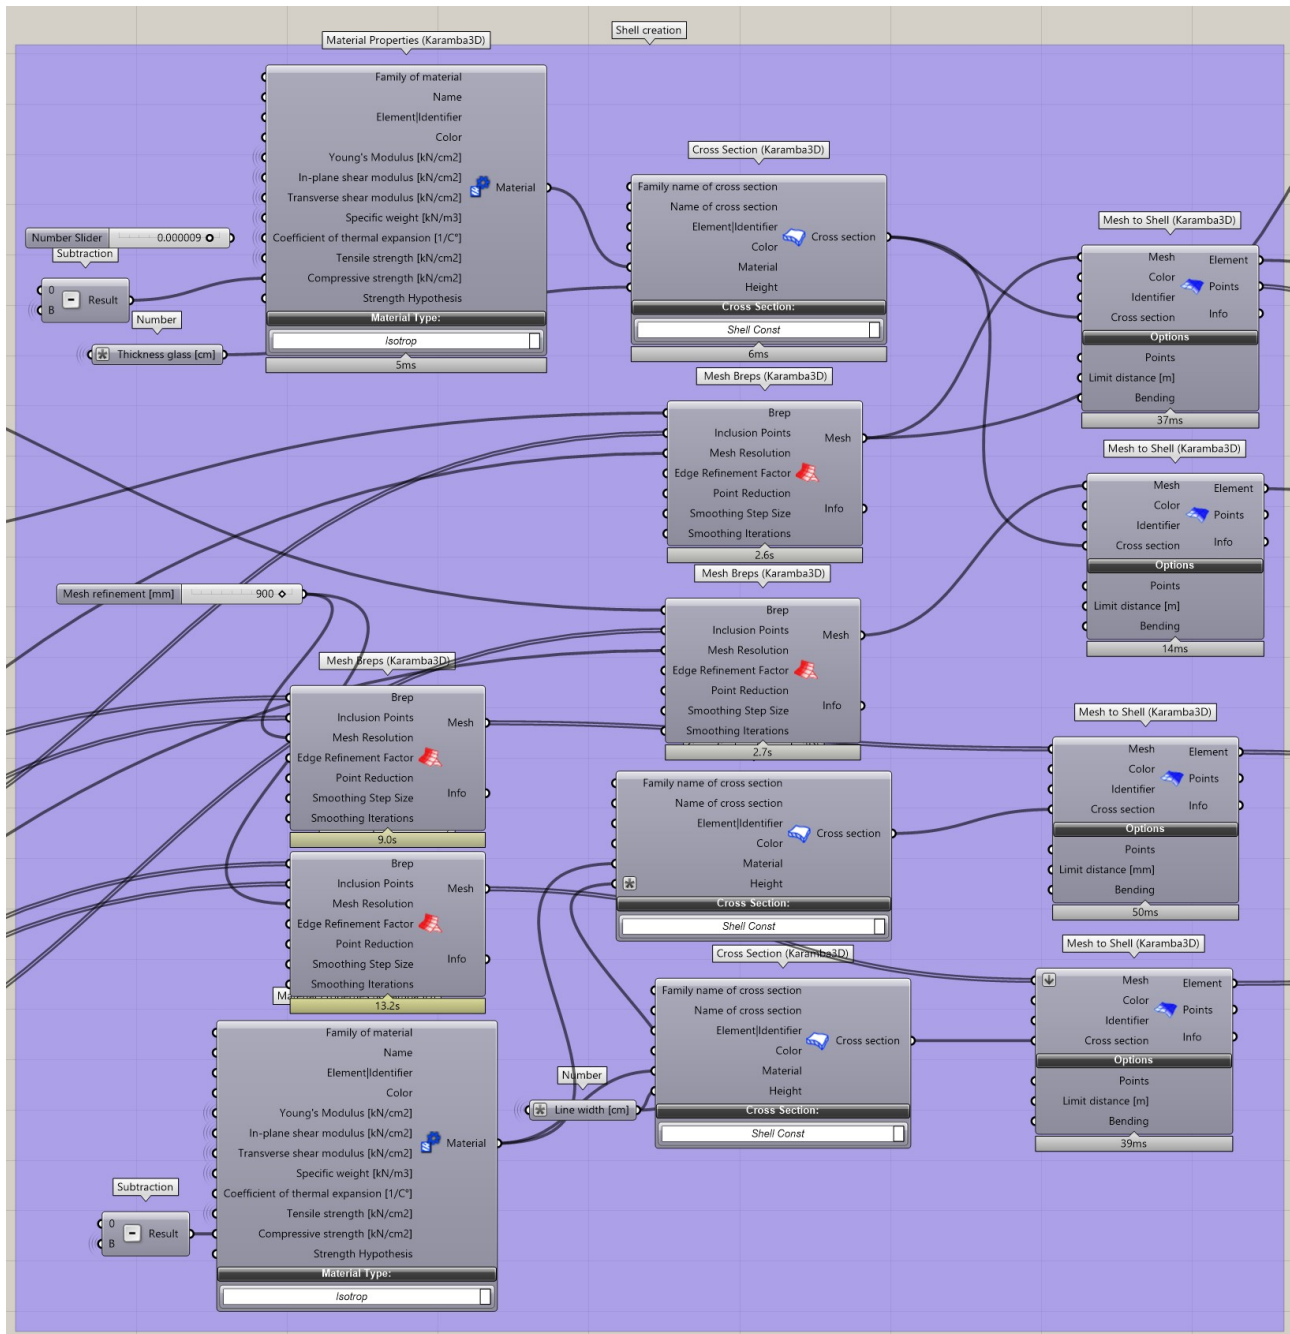 Shell creation
Material Properties (Karamba3D)
Family of material
Name
Element|Identifier
Color
Young's Modulus [kN/cm2]
In-plane shear modulus [kN/cm2]
Transverse shear modulus [kN/cm2]
Specific weight [kN/m3]
Coefficient of thermal expansion [1/C°]
Tensile strength [kN/cm2]
Compressive strength [kN/cm2]
Strength Hypothesis
Material
Material Type:
Isotrop
5ms
Number Slider 0.000009
Subtraction
0
B
Result
Number
Thickness glass [cm]
Cross Section (Karamba3D)
Family name of cross section
Name of cross section
Element|Identifier
Color
Material
Height
Cross section
Cross Section:
Shell Const
6ms
Mesh to Shell (Karamba3D)
Mesh
Color
Identifier
Cross section
Element
Points
Info
Options
Points
Limit distance [m]
Bending
37ms
Mesh Breps (Karamba3D)
Brep
Inclusion Points
Mesh Resolution
Edge Refinement Factor
Point Reduction
Smoothing Step Size
Smoothing Iterations
Mesh
Info
2.6s
Mesh to Shell (Karamba3D)
Mesh
Color
Identifier
Cross section
Element
Points
Info
Options
Points
Limit distance [m]
Bending
14ms
Mesh Breps (Karamba3D)
Brep
Inclusion Points
Mesh Resolution
Edge Refinement Factor
Point Reduction
Smoothing Step Size
Smoothing Iterations
Mesh
Info
2.7s
Mesh refinement [mm] 900
Mesh Breps (Karamba3D)
Brep
Inclusion Points
Mesh Resolution
Edge Refinement Factor
Point Reduction
Smoothing Step Size
Smoothing Iterations
Mesh
Info
9.0s
Brep
Inclusion Points
Mesh Resolution
Edge Refinement Factor
Point Reduction
Smoothing Step Size
Smoothing Iterations
Mesh
Info
13.2s
Family name of cross section
Name of cross section
Element|Identifier
Color
Material
Height
Cross section
Cross Section:
Shell Const
Mesh to Shell (Karamba3D)
Mesh
Color
Identifier
Cross section
Element
Points
Info
Options
Points
Limit distance [mm]
Bending
50ms
Cross Section (Karamba3D)
Family name of cross section
Name of cross section
Element|Identifier
Color
Material
Height
Cross section
Cross Section:
Shell Const
Mesh to Shell (Karamba3D)
Mesh
Color
Identifier
Cross section
Element
Points
Info
Options
Points
Limit distance [m]
Bending
39ms
Number
Line width [cm]
Family of material
Name
Element|Identifier
Color
Young's Modulus [kN/cm2]
In-plane shear modulus [kN/cm2]
Transverse shear modulus [kN/cm2]
Specific weight [kN/m3]
Coefficient of thermal expansion [1/C°]
Tensile strength [kN/cm2]
Compressive strength [kN/cm2]
Strength Hypothesis
Material
Material Type:
Isotrop
Subtraction
0
B
Result